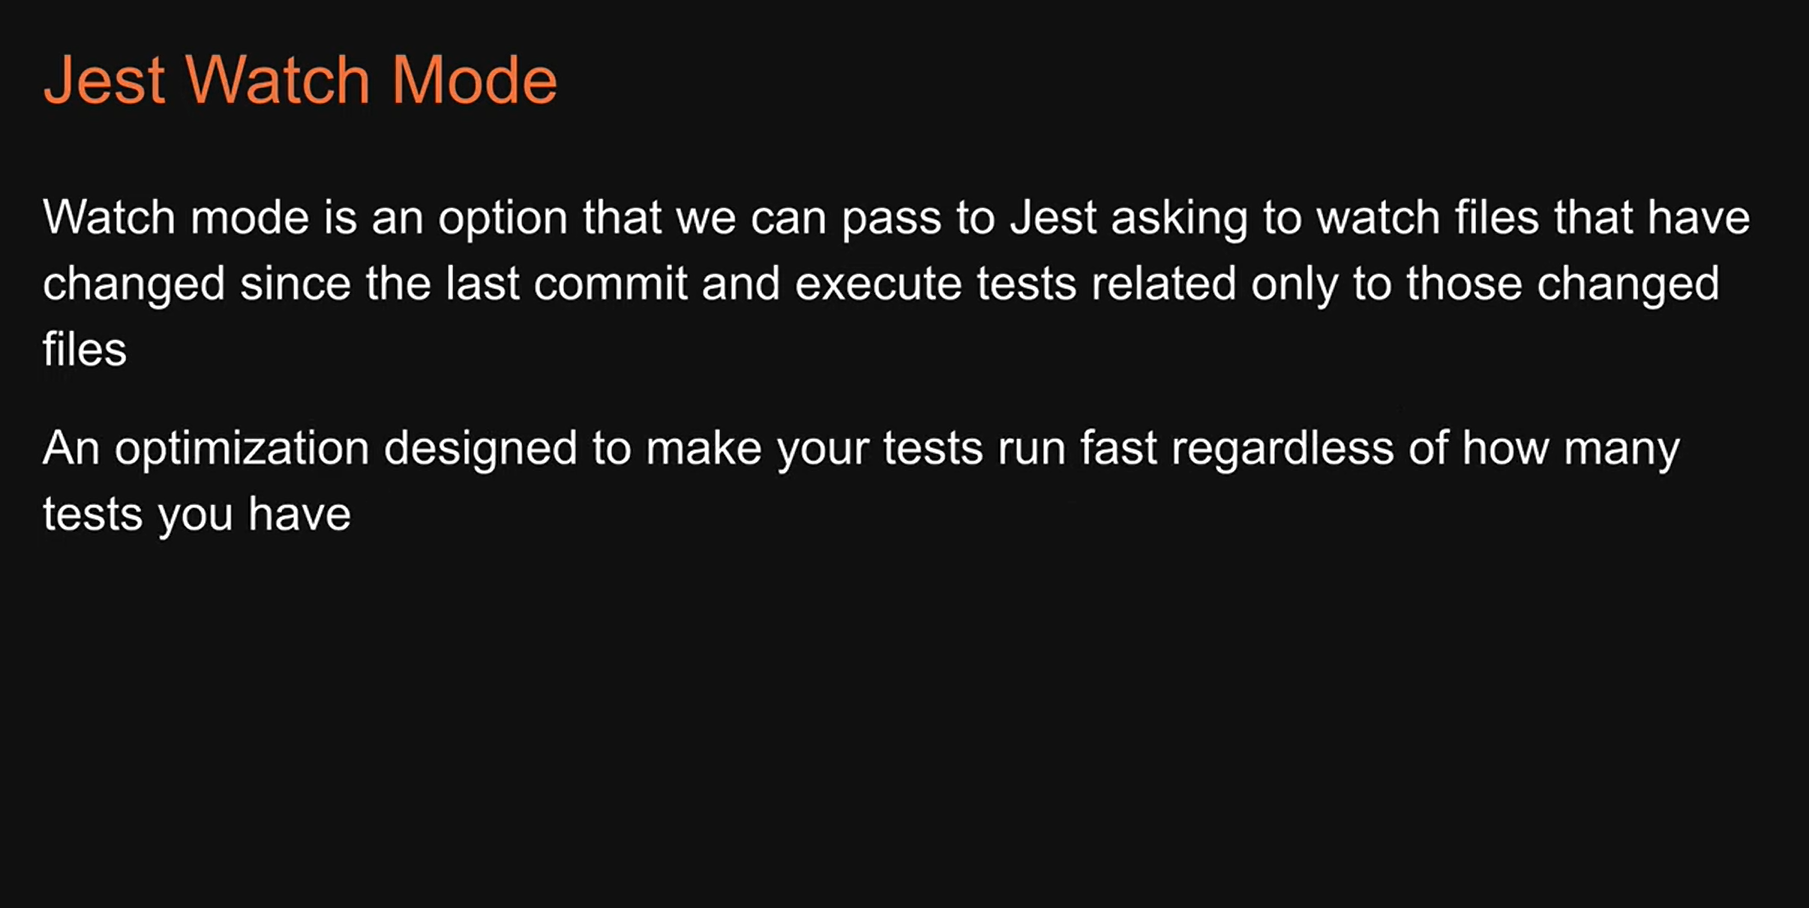 Jest Watch Mode
Watch mode is an option that we can pass to Jest asking to watch files that have
changed since the last commit and execute tests related only to those changed
files
An optimization designed to make your tests run fast regardless of how many
tests you have